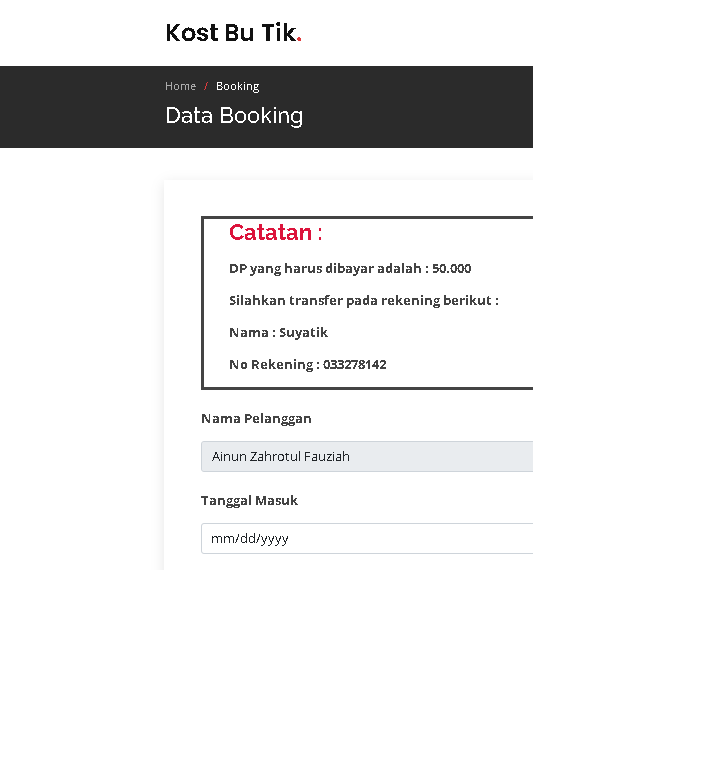 Kost Bu Tik.
Home / Booking
Data Booking
Catatan :
DP yang harus dibayar adalah : 50.000
Silahkan transfer pada rekening berikut :
Nama : Suyatik
No Rekening : 033278142
Nama Pelanggan
Ainun Zahrotul Fauziah
Tanggal Masuk
mm/dd/yyyy